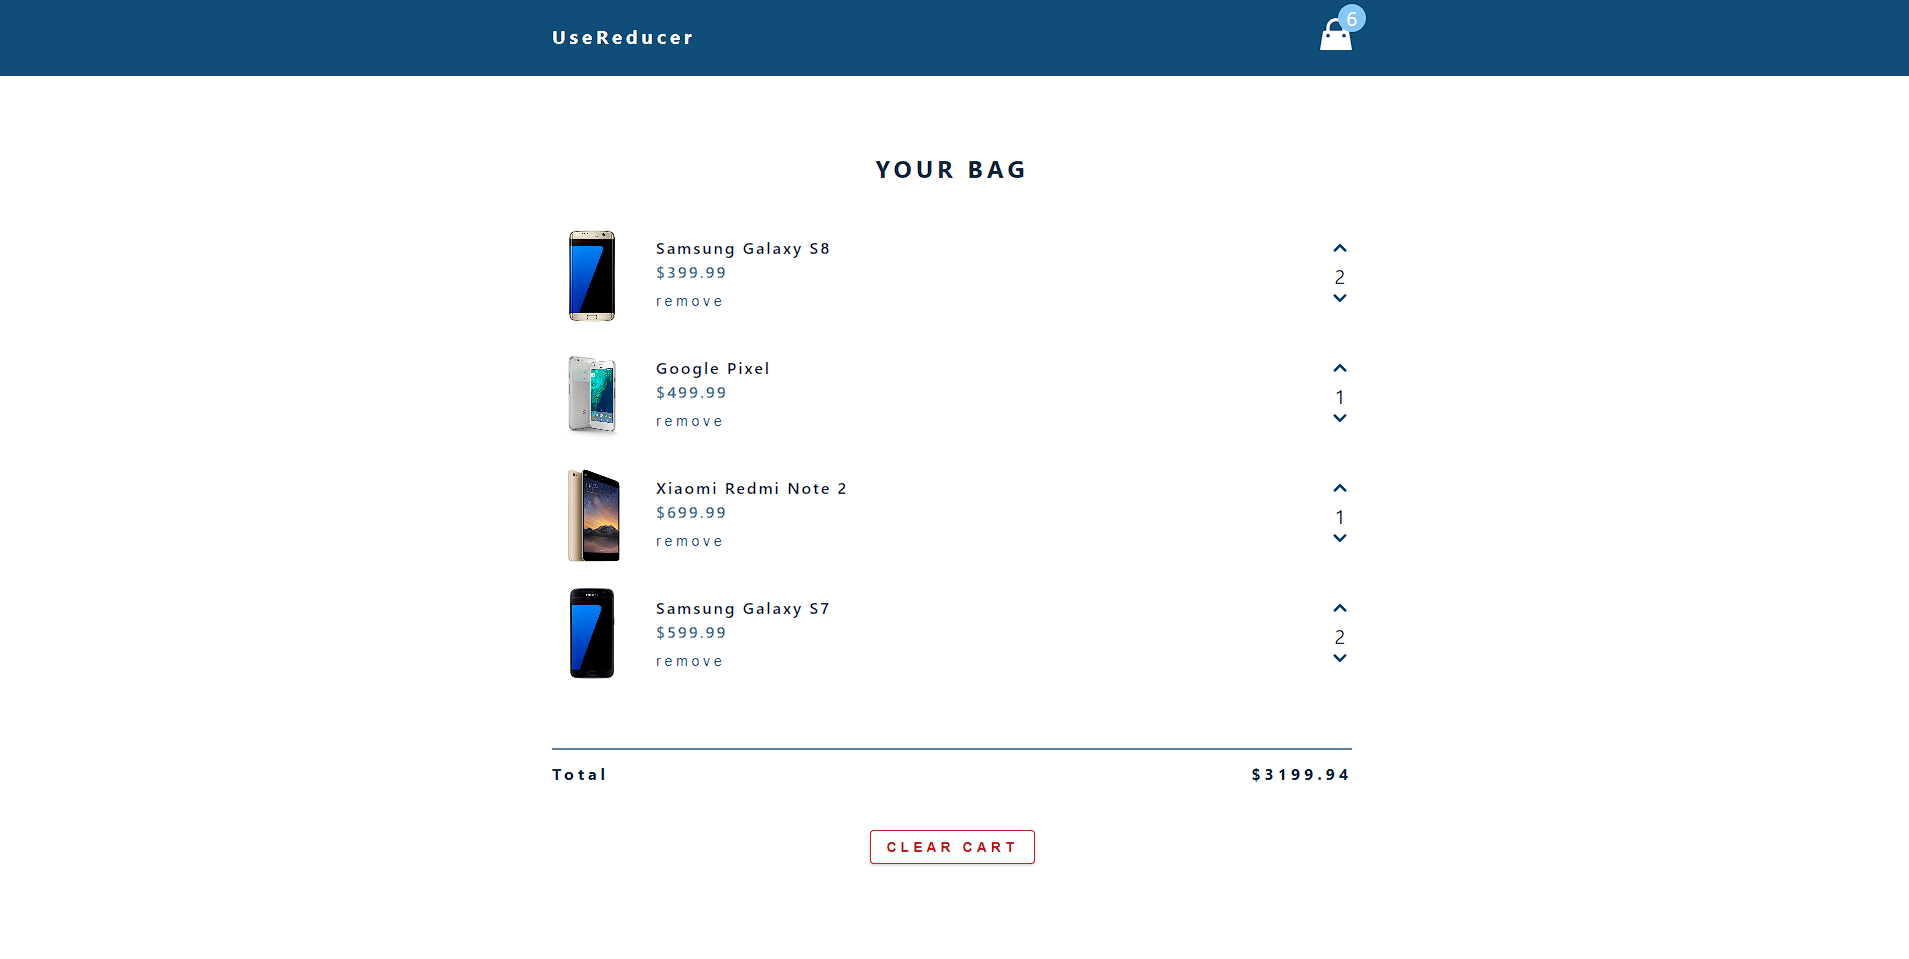 UseReducer
6
YOUR BAG
Samsung Galaxy S8
$399.99
remove
2
Google Pixel
$499.99
remove
1
Xiaomi Redmi Note 2
$699.99
remove
1
Samsung Galaxy S7
$599.99
remove
2
Total $3199.94
CLEAR CART